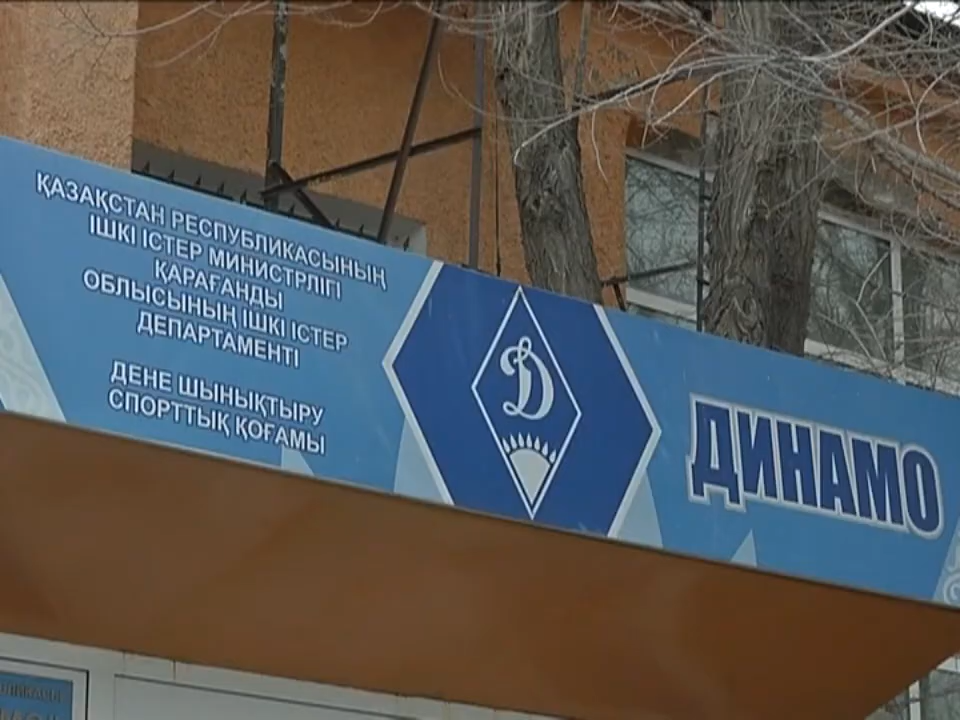 ҚАЗАҚСТАН РЕСПУБЛИКАСЫНЫҢ
ІШКІ ІСТЕР МИНИСТРЛІГІ
ҚАРАҒАНДЫ
ОБЛЫСЫНЫҢ ІШКІ ІСТЕР
ДЕПАРТАМЕНТІ
ДЕНЕ ШЫНЫҚТЫРУ
СПОРТТЫҚ ҚОҒАМЫ
Д
ДИНАМО